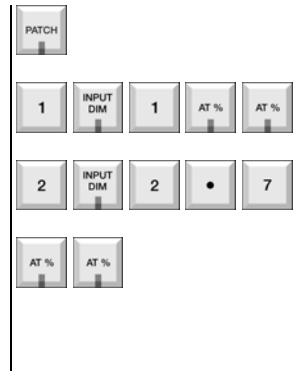 PATCH
1 INPUT DIM 1 AT % AT %
2 INPUT DIM 2 • 7
AT % AT %